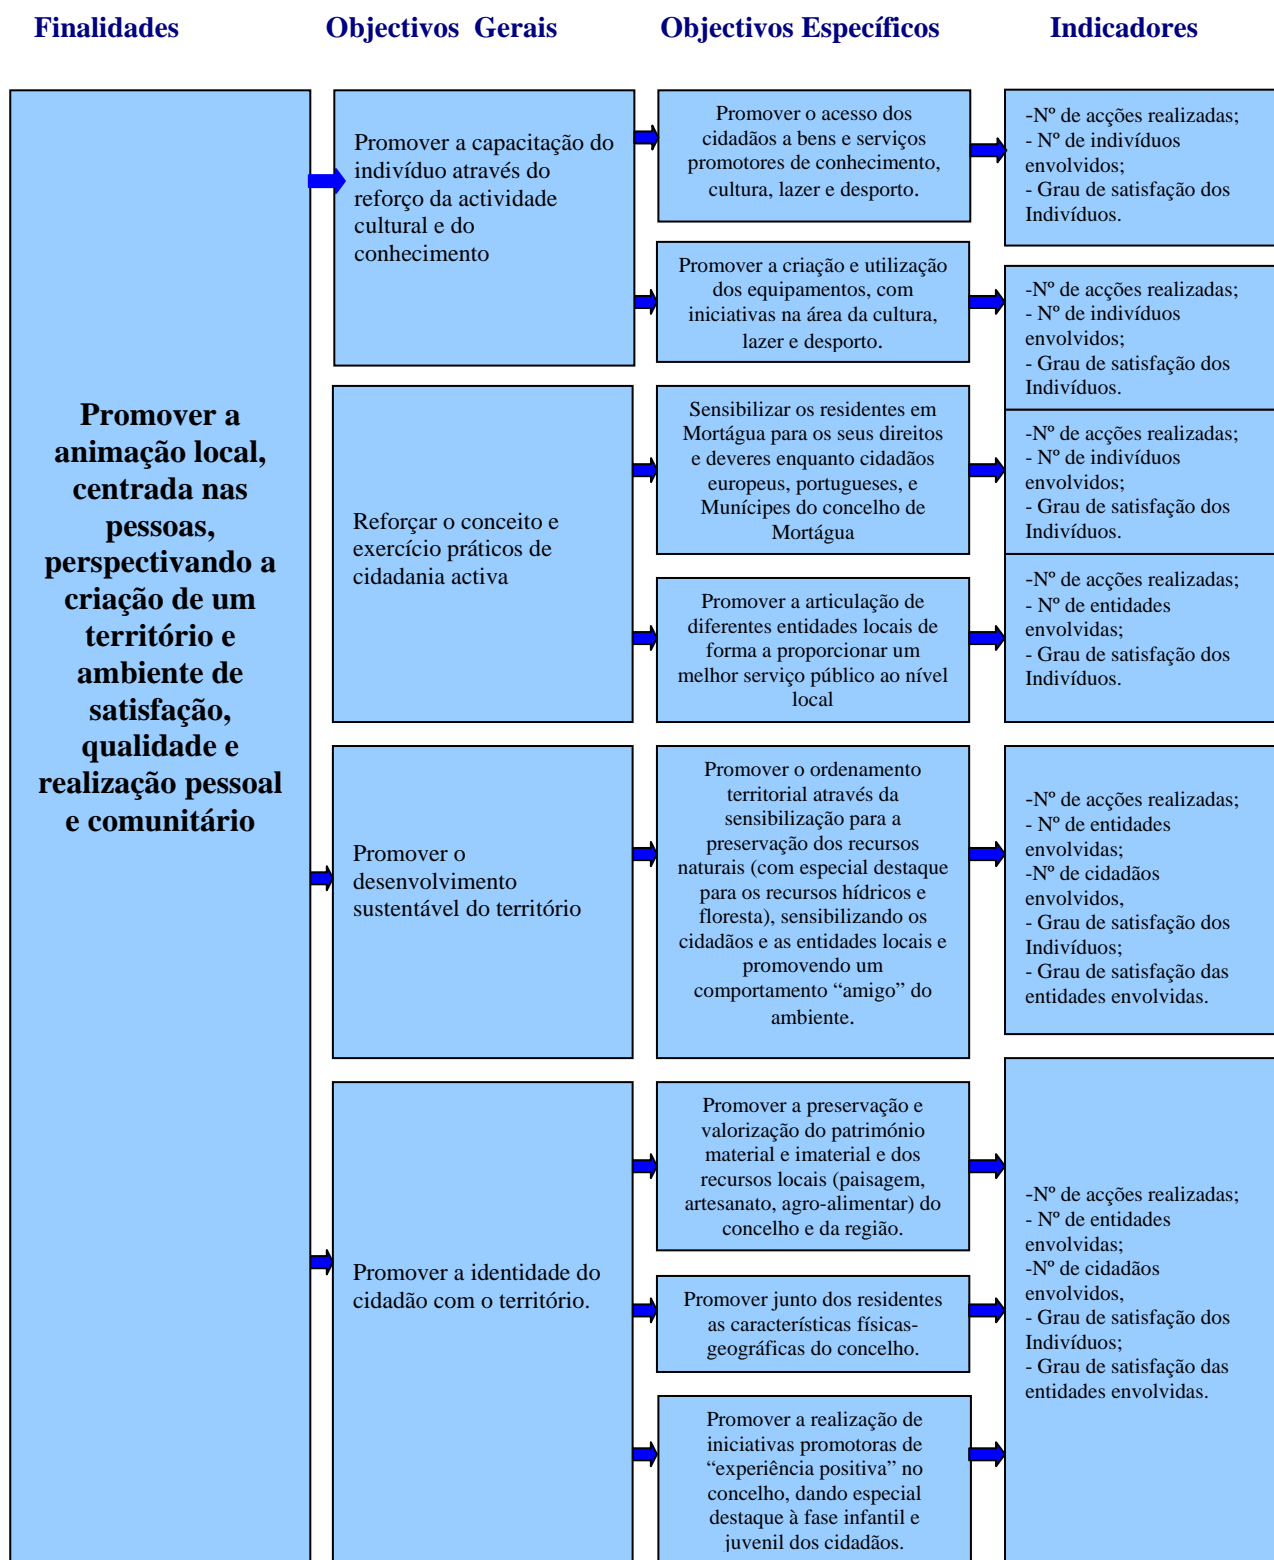 Finalidades
Objectivos Gerais
Objectivos Específicos
Indicadores
Promover a
animação local,
centrada nas
pessoas,
perspectivando a
criação de um
território e
ambiente de
satisfação,
qualidade e
realização pessoal
e comunitário
Promover a capacitação do
indivíduo através do
reforço da actividade
cultural e do
conhecimento
Promover o acesso dos
cidadãos a bens e serviços
promotores de conhecimento,
cultura, lazer e desporto.
-Nº de acções realizadas;
- Nº de indivíduos
envolvidos;
- Grau de satisfação dos
Indivíduos.
Promover a criação e utilização
dos equipamentos, com
iniciativas na área da cultura,
lazer e desporto.
-Nº de acções realizadas;
- Nº de indivíduos
envolvidos;
- Grau de satisfação dos
Indivíduos.
Reforçar o conceito e
exercício práticos de
cidadania activa
Sensibilizar os residentes em
Mortágua para os seus direitos
e deveres enquanto cidadãos
europeus, portugueses, e
Munícipes do concelho de
Mortágua
-Nº de acções realizadas;
- Nº de indivíduos
envolvidos;
- Grau de satisfação dos
Indivíduos.
Promover a articulação de
diferentes entidades locais de
forma a proporcionar um
melhor serviço público ao nível
local
-Nº de acções realizadas;
- Nº de entidades
envolvidas;
- Grau de satisfação dos
Indivíduos.
Promover o
desenvolvimento
sustentável do território
Promover o ordenamento
territorial através da
sensibilização para a
preservação dos recursos
naturais (com especial destaque
para os recursos hídricos e
floresta), sensibilizando os
cidadãos e as entidades locais e
promovendo um
comportamento “amigo” do
ambiente.
-Nº de acções realizadas;
- Nº de entidades
envolvidas;
-Nº de cidadãos
envolvidos,
- Grau de satisfação dos
Indivíduos;
- Grau de satisfação das
entidades envolvidas.
Promover a identidade do
cidadão com o território.
Promover a preservação e
valorização do património
material e imaterial e dos
recursos locais (paisagem,
artesanato, agro-alimentar) do
concelho e da região.
Promover junto dos residentes
as características físicas-
geográficas do concelho.
Promover a realização de
iniciativas promotoras de
“experiência positiva” no
concelho, dando especial
destaque à fase infantil e
juvenil dos cidadãos.
-Nº de acções realizadas;
- Nº de entidades
envolvidas;
-Nº de cidadãos
envolvidos,
- Grau de satisfação dos
Indivíduos;
- Grau de satisfação das
entidades envolvidas.